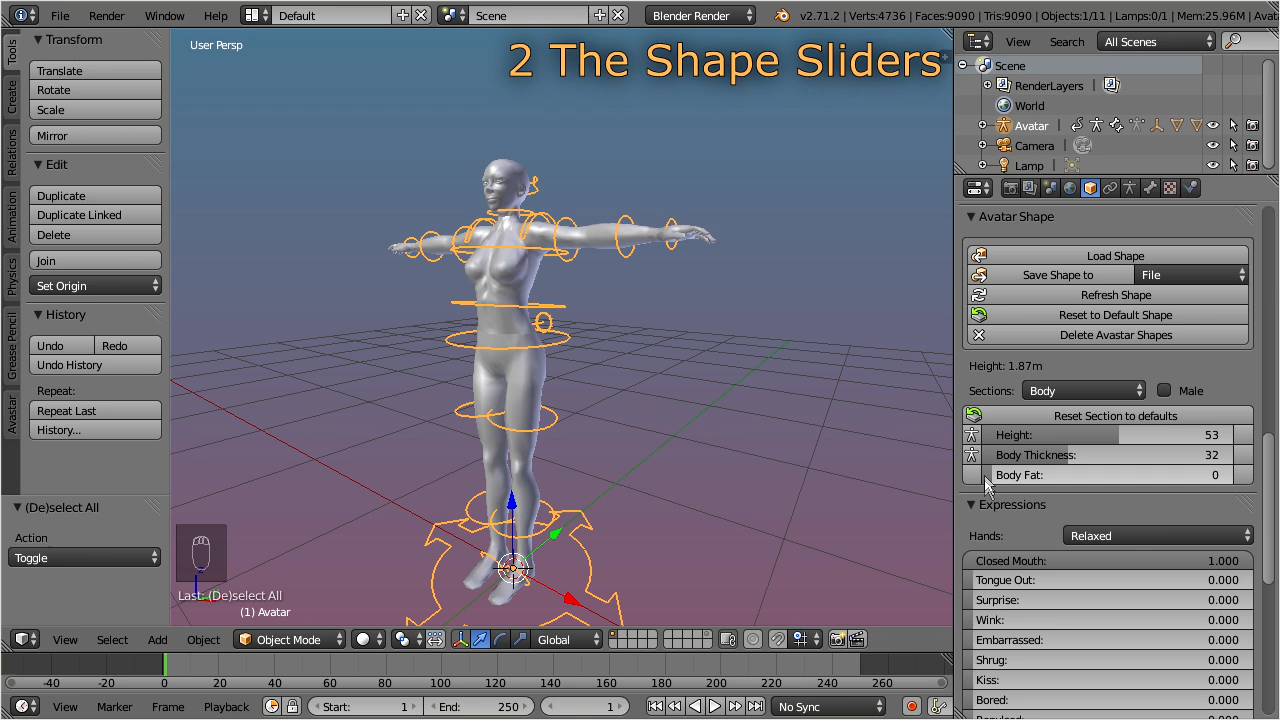 File Render Window Help Default Scene Blender Render v2.71.2 | Verts:4736 | Faces:9090 | Tris:9090 | Objects:1/11 | Lamps:0/1 | Mem:25.96M | Avat
Tools
Create
Relations
Animation
Physics
Grease Pencil
Avastar
Transform
Translate
Rotate
Scale
Mirror
Edit
Duplicate
Duplicate Linked
Delete
Join
Set Origin
History
Undo Redo
Undo History
Repeat:
Repeat Last
History...
(De)select All
Action
Toggle
User Persp
2 The Shape Sliders
Last: (De)select All
(1) Avatar
View Search All Scenes
Scene
RenderLayers
World
Avatar
Camera
Lamp
Avatar Shape
Load Shape
Save Shape to File
Refresh Shape
Reset to Default Shape
Delete Avastar Shapes
Height: 1.87m
Sections: Body Male
Reset Section to defaults
Height: 53
Body Thickness: 32
Body Fat: 0
Expressions
Hands: Relaxed
Closed Mouth: 1.000
Tongue Out: 0.000
Surprise: 0.000
Wink: 0.000
Embarrassed: 0.000
Shrug: 0.000
Kiss: 0.000
Bored: 0.000
View Select Add Object Object Mode Global
-40 -20 0 20 40 60 80 100 120 140 160 180 200 220 240 260
View Marker Frame Playback Start: 1 End: 250 1 No Sync